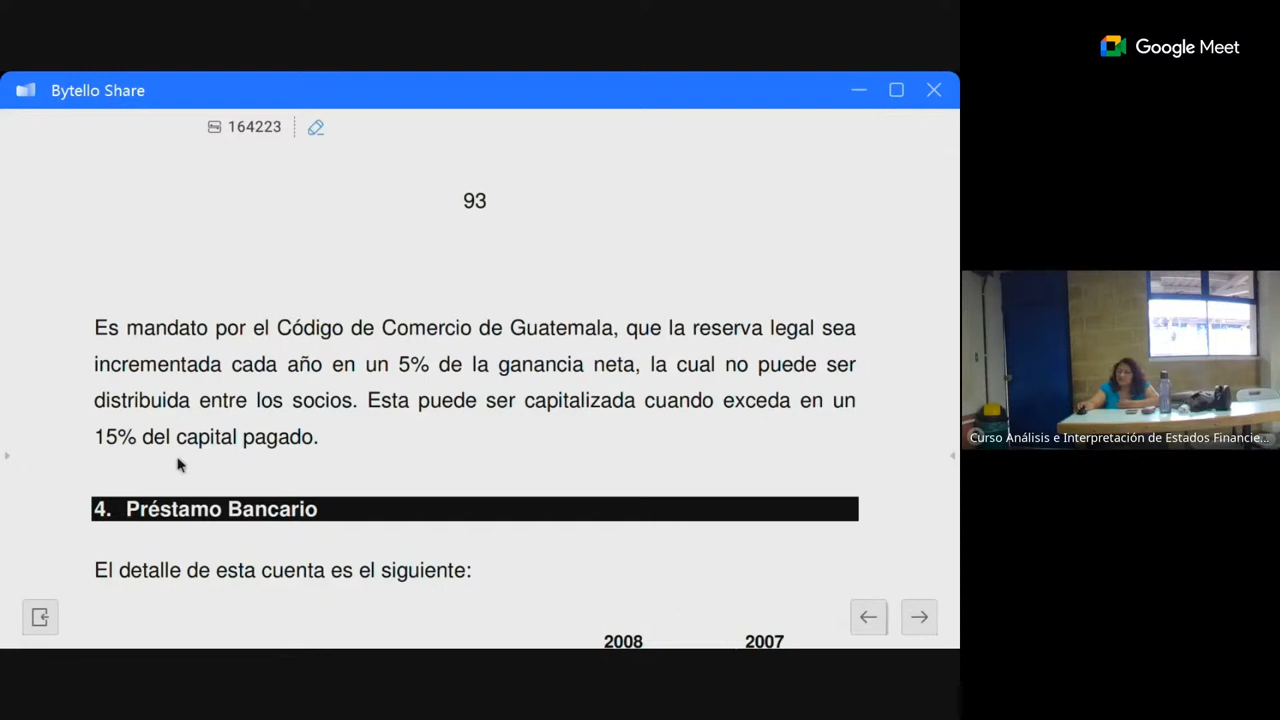 Google Meet
Bytello Share
164223
93
Es mandato por el Código de Comercio de Guatemala, que la reserva legal sea
incrementada cada año en un 5% de la ganancia neta, la cual no puede ser
distribuida entre los socios. Esta puede ser capitalizada cuando exceda en un
15% del capital pagado.
Curso Análisis e Interpretación de Estados Financie...
4. Préstamo Bancario
El detalle de esta cuenta es el siguiente:
2008 2007